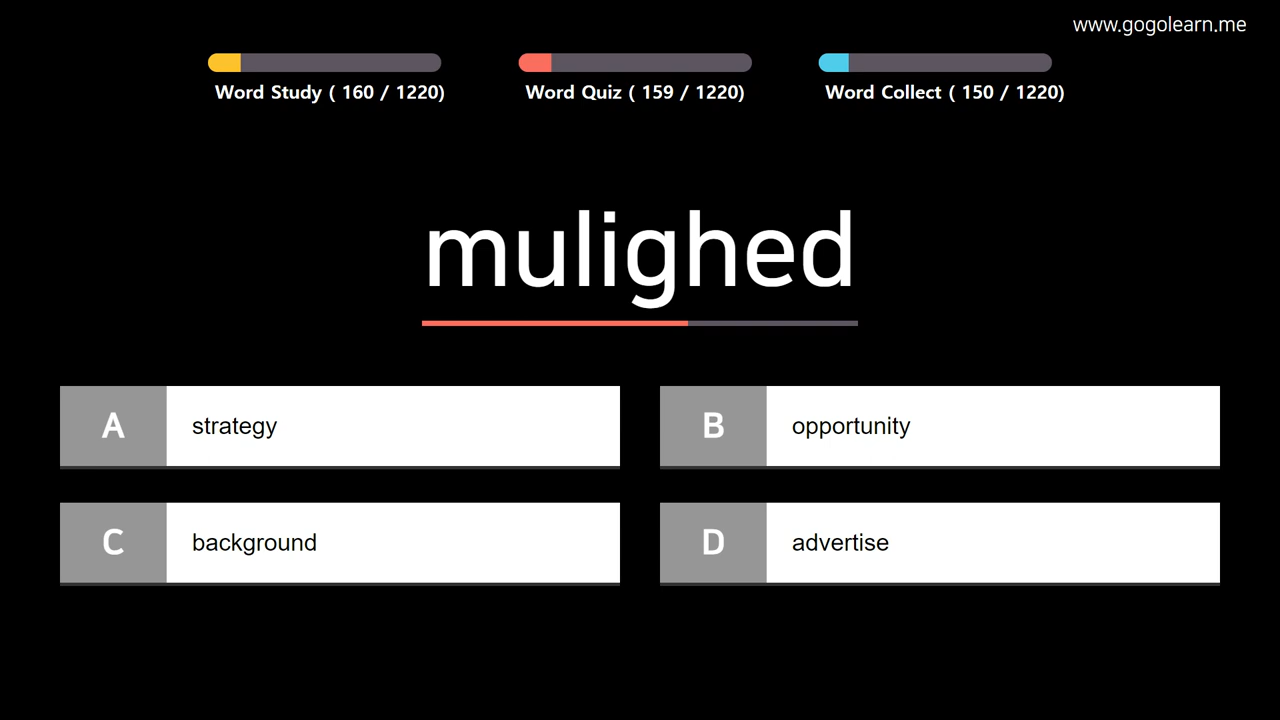 www.gogolearn.me
Word Study ( 160 / 1220)
Word Quiz ( 159 / 1220)
Word Collect ( 150 / 1220)
mulighed
A strategy
B opportunity
C background
D advertise